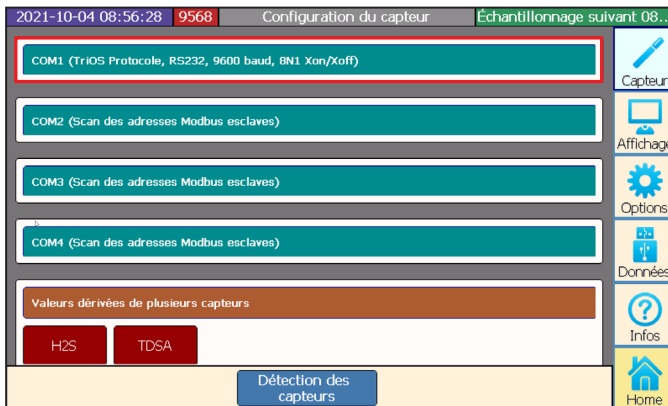 2021-10-04 08:56:28 9568 Configuration du capteur Échantillonnage suivant 08..
COM1 (TriOS Protocole, RS232, 9600 baud, 8N1 Xon/Xoff)
Capteur
COM2 (Scan des adresses Modbus esclaves)
Affichage
COM3 (Scan des adresses Modbus esclaves)
Options
COM4 (Scan des adresses Modbus esclaves)
Données
Valeurs dérivées de plusieurs capteurs
Infos
H2S TDSA
Détection des
capteurs
Home